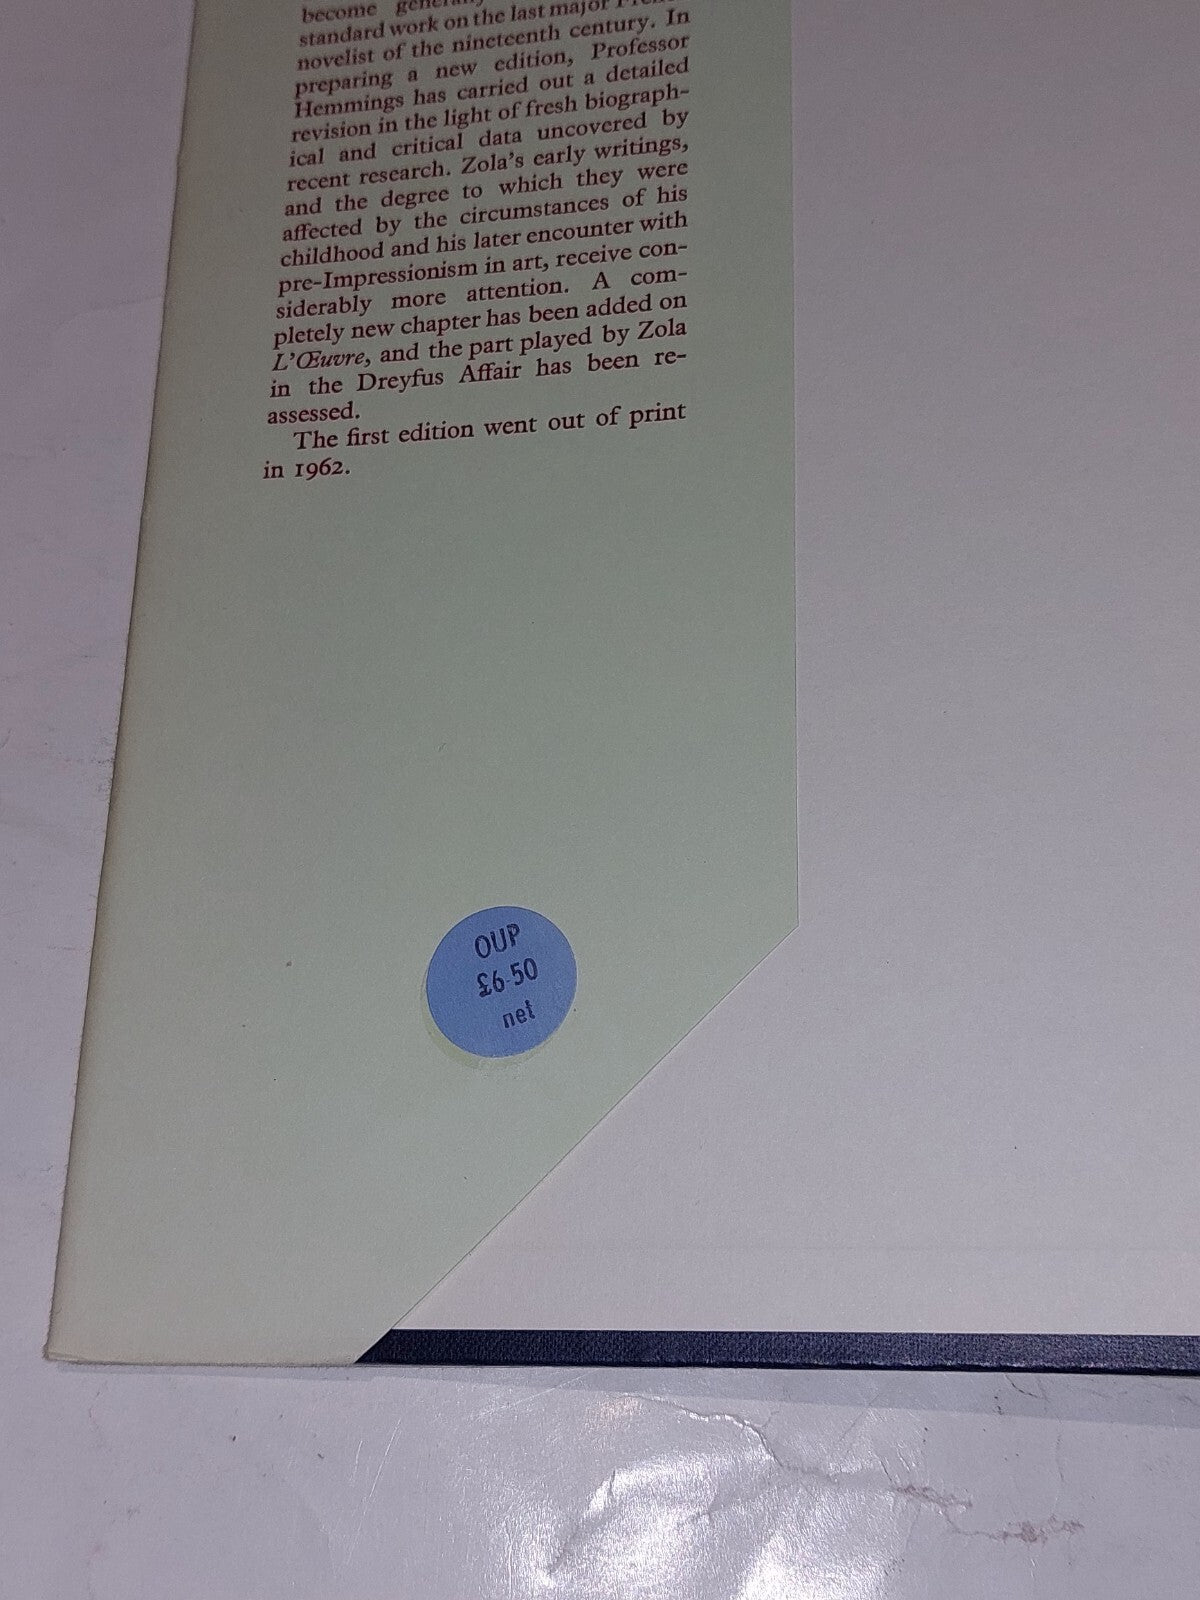 become
standard work on the last major
novelist of the nineteenth century. In
preparing a new edition, Professor
Hemmings has carried out a detailed
revision in the light of fresh biograph-
ical and critical data uncovered by
recent research. Zola's early writings,
and the degree to which they were
affected by the circumstances of his
childhood and his later encounter with
pre-Impressionism in art, receive con-
siderably more attention. A com-
pletely new chapter has been added on
L'Œuvre, and the part played by Zola
in the Dreyfus Affair has been re-
assessed.
The first edition went out of print
in 1962.
OUP
£6·50
net